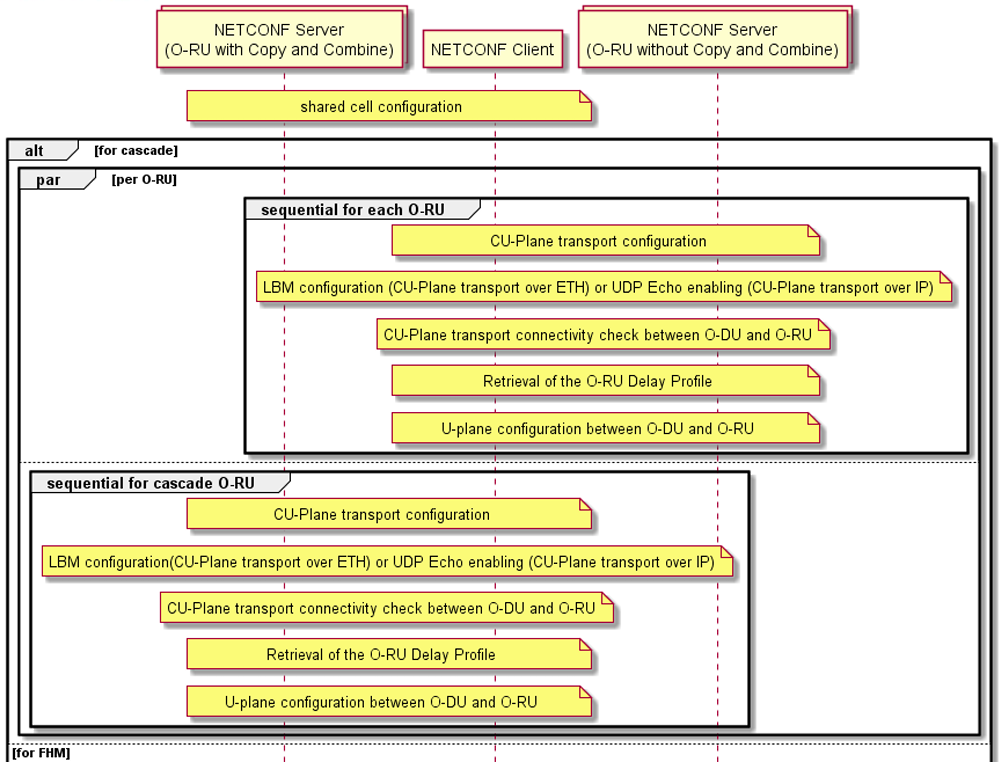 NETCONF Server
(O-RU with Copy and Combine)
NETCONF Client
NETCONF Server
(O-RU without Copy and Combine)
shared cell configuration
alt
[for cascade]
par
[per O-RU]
sequential for each O-RU
CU-Plane transport configuration
LBM configuration (CU-Plane transport over ETH) or UDP Echo enabling (CU-Plane transport over IP)
CU-Plane transport connectivity check between O-DU and O-RU
Retrieval of the O-RU Delay Profile
U-plane configuration between O-DU and O-RU
sequential for cascade O-RU
CU-Plane transport configuration
LBM configuration(CU-Plane transport over ETH) or UDP Echo enabling (CU-Plane transport over IP)
CU-Plane transport connectivity check between O-DU and O-RU
Retrieval of the O-RU Delay Profile
U-plane configuration between O-DU and O-RU
[for FHM]